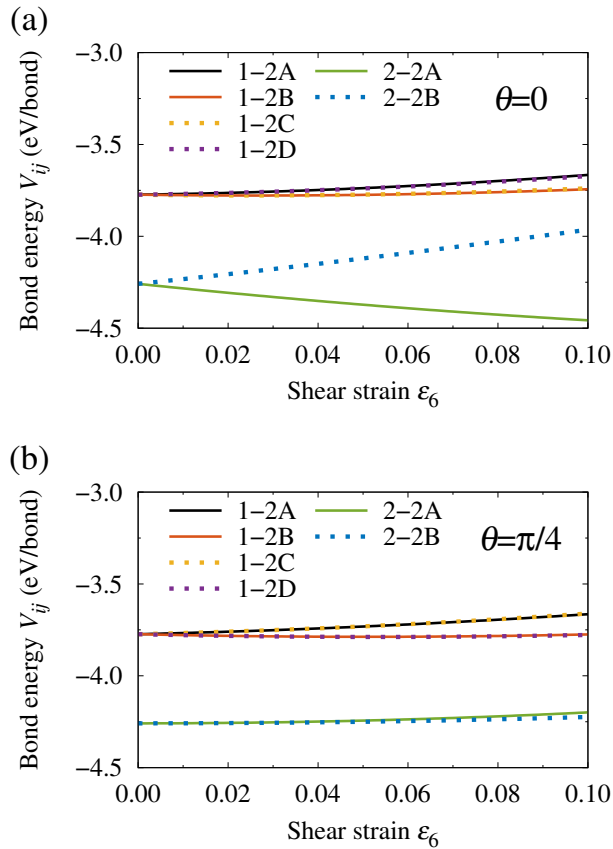 (a)
Bond energy V_ij (eV/bond)
−3.0
−3.5
−4.0
−4.5
1−2A
1−2B
1−2C
1−2D
2−2A
2−2B
θ=0
0.00 0.02 0.04 0.06 0.08 0.10
Shear strain ε_6
(b)
Bond energy V_ij (eV/bond)
−3.0
−3.5
−4.0
−4.5
1−2A
1−2B
1−2C
1−2D
2−2A
2−2B
θ=π/4
0.00 0.02 0.04 0.06 0.08 0.10
Shear strain ε_6